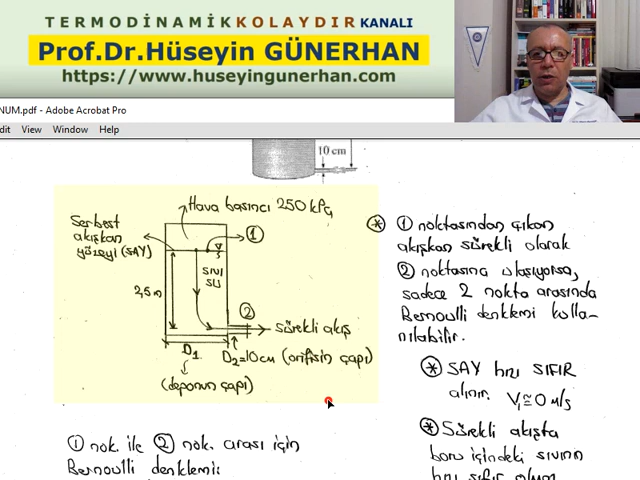 TERMODİNAMİKKOLAYDIR KANALI
Prof.Dr.Hüseyin GÜNERHAN
https://www.huseyingunerhan.com
NUM.pdf - Adobe Acrobat Pro
dit View Window Help
10 cm
Hava basıncı 250 kPa
Serbest
akışkan
yüzeyi (SAY)
①
SIVI
SU
2,5 m
②
sürekli akış
D₁
D₂=10cm (orifisin çapı)
(deponun çapı)
① nok. ile ② nok. arası için
Bernoulli denklemi:
* ① noktasından çıkan
akışkan sürekli olarak
② noktasına ulaşıyorsa,
sadece 2 nokta arasında
Bernoulli denklemi kulla-
nılabilir.
* SAY hızı SIFIR
alınır. V₁≅0 m/s
* Sürekli akışta
boru içindeki sıvının
hızı sıfır olmaz